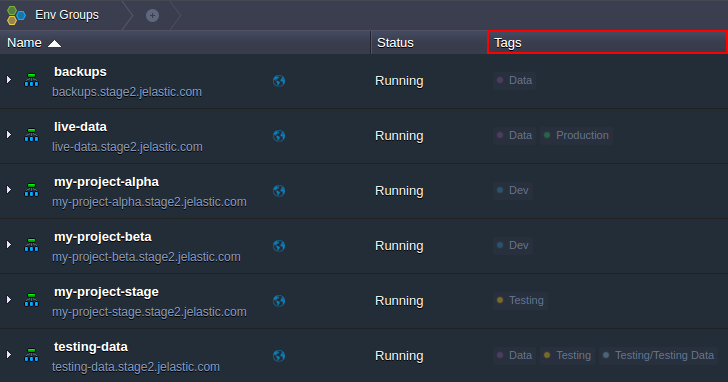 Env Groups
Name Status Tags
backups
backups.stage2.jelastic.com Running Data
live-data
live-data.stage2.jelastic.com Running Data Production
my-project-alpha
my-project-alpha.stage2.jelastic.com Running Dev
my-project-beta
my-project-beta.stage2.jelastic.com Running Dev
my-project-stage
my-project-stage.stage2.jelastic.com Running Testing
testing-data
testing-data.stage2.jelastic.com Running Data Testing Testing/Testing Data